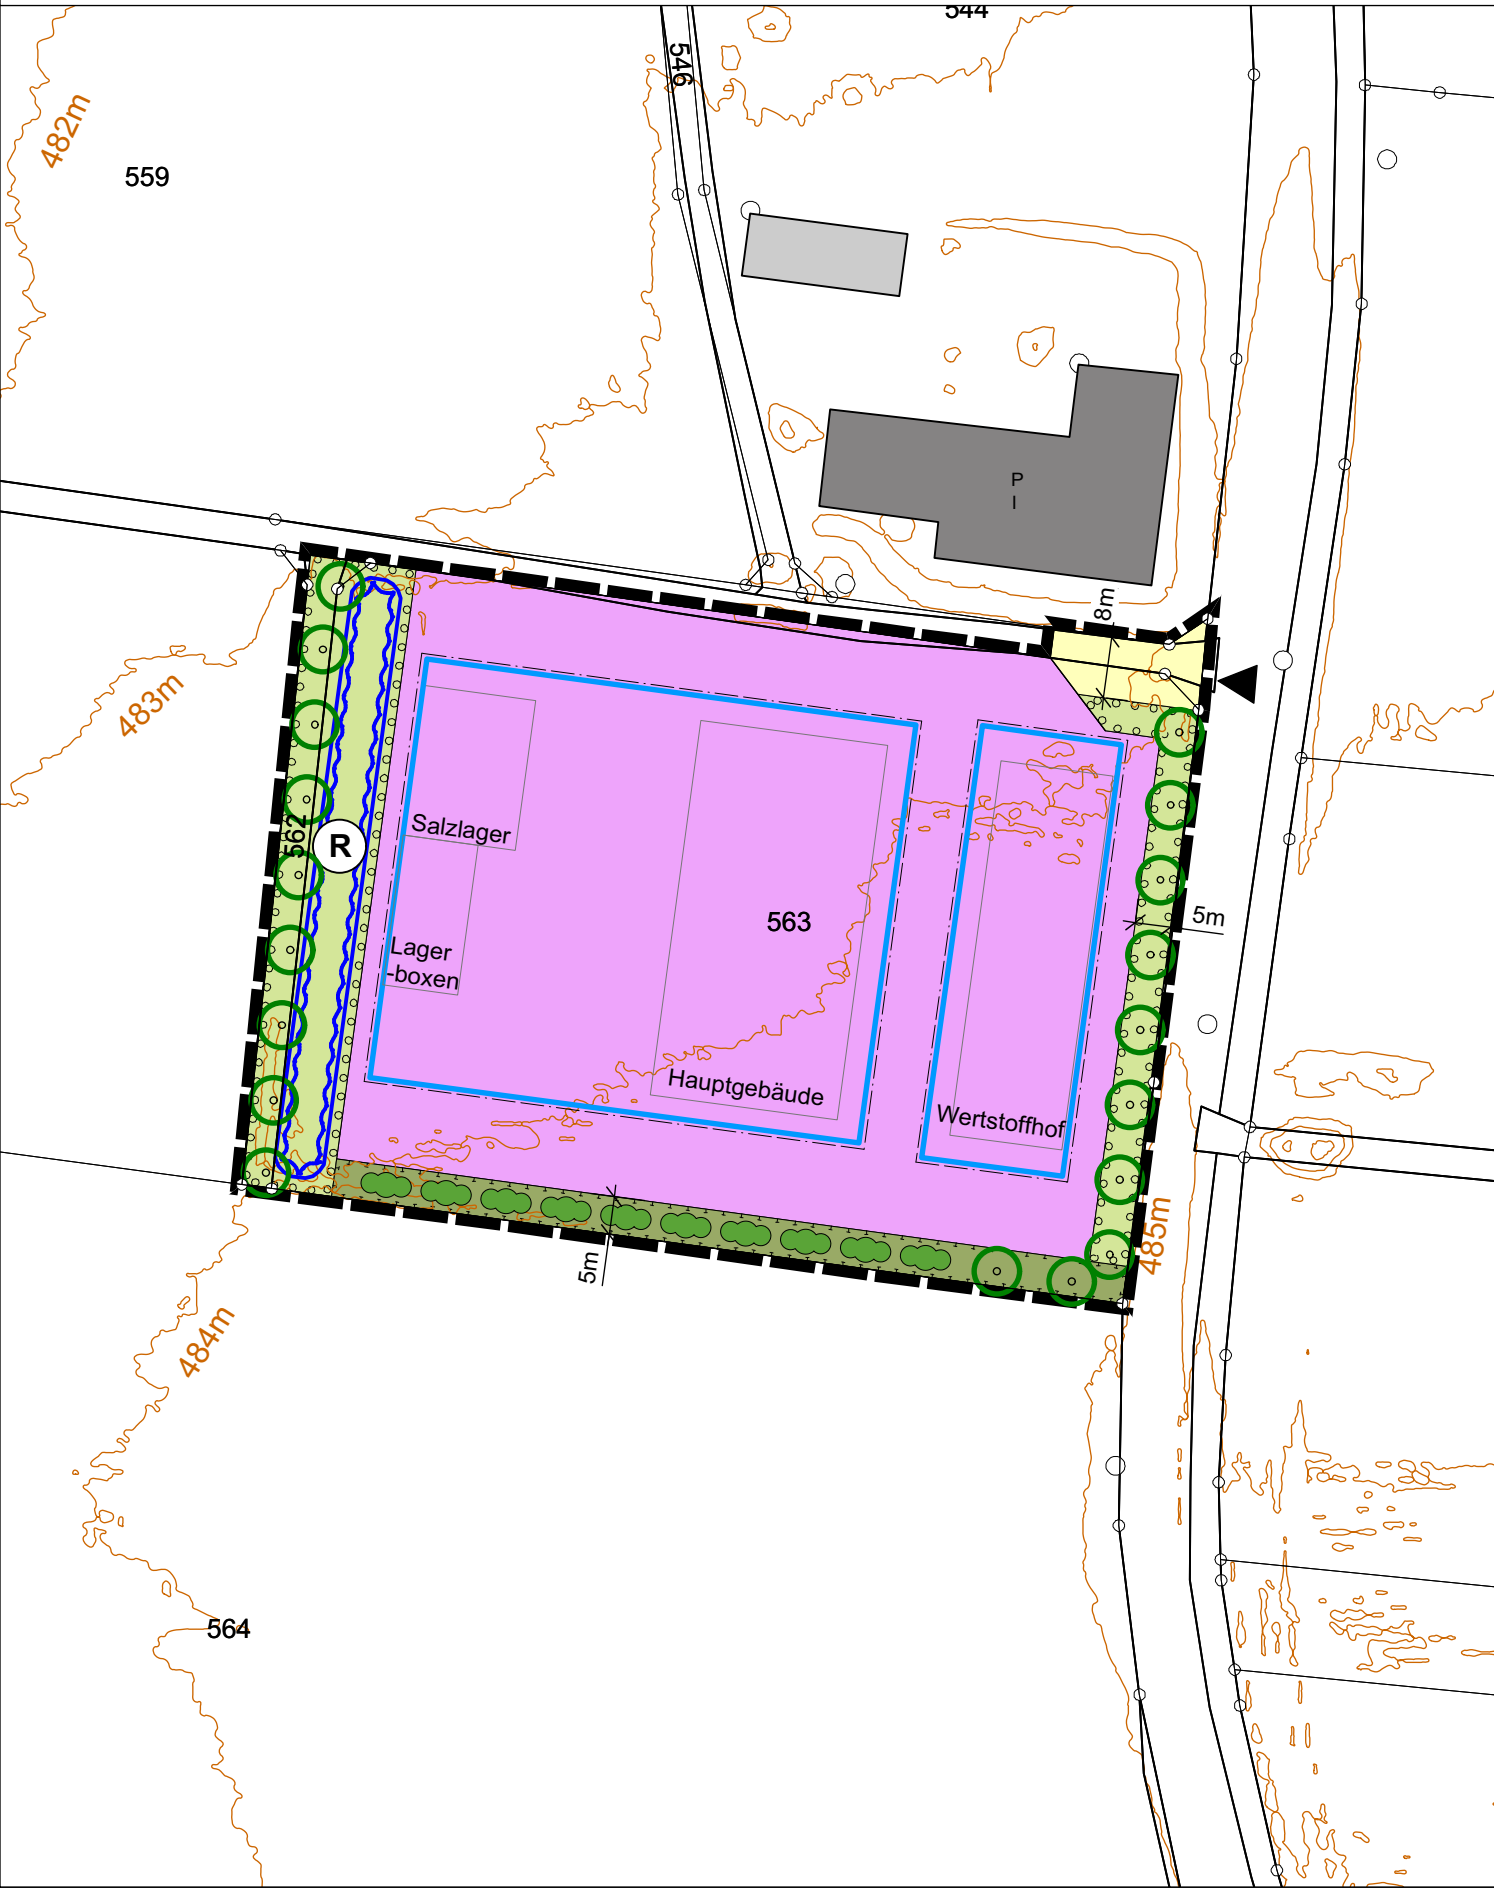 544
546
482m
559
P
I
8m
483m
Salzlager
562
R
563
5m
Lager
-boxen
Hauptgebäude
Wertstoffhof
485m
5m
484m
564